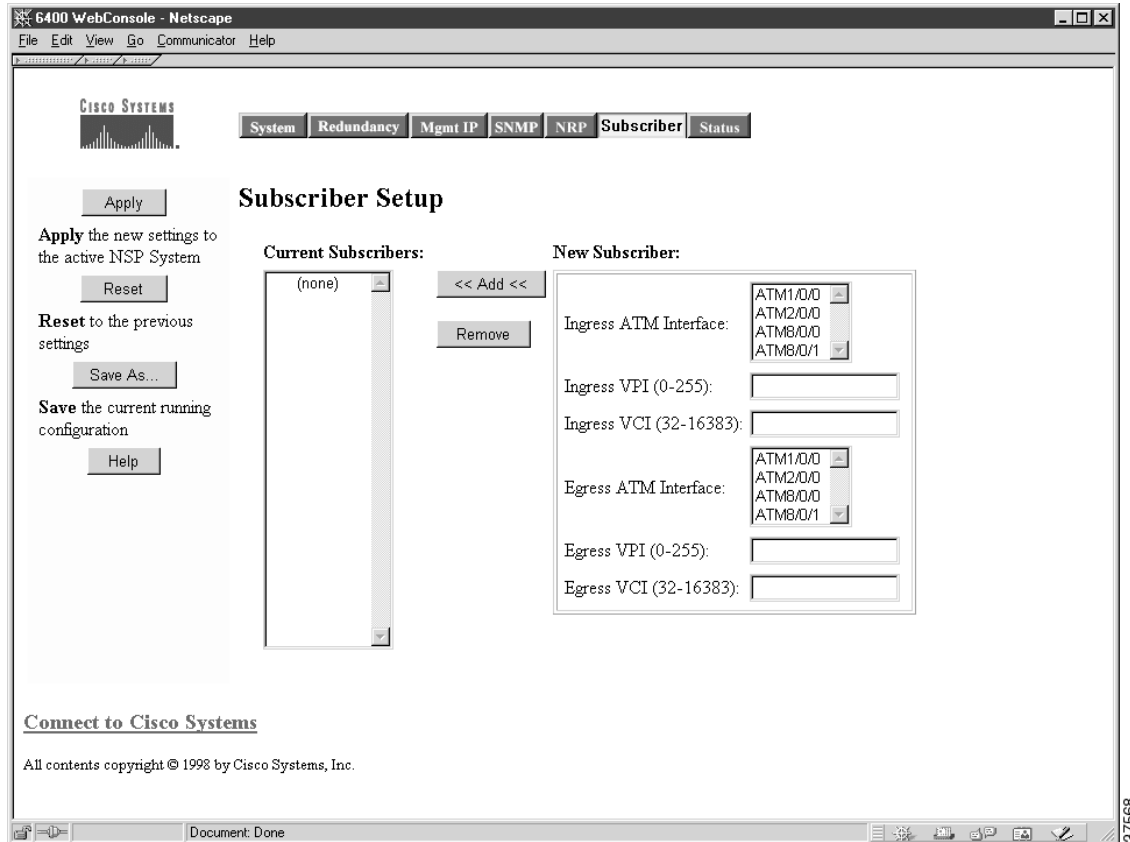 6400 WebConsole - Netscape
File Edit View Go Communicator Help
CISCO SYSTEMS
System Redundancy Mgmt IP SNMP NRP Subscriber Status
Apply
Apply the new settings to
the active NSP System
Reset
Reset to the previous
settings
Save As...
Save the current running
configuration
Help
Subscriber Setup
Current Subscribers:
(none)
<< Add <<
Remove
New Subscriber:
Ingress ATM Interface:
ATM1/0/0
ATM2/0/0
ATM8/0/0
ATM8/0/1
Ingress VPI (0-255):
Ingress VCI (32-16383):
Egress ATM Interface:
ATM1/0/0
ATM2/0/0
ATM8/0/0
ATM8/0/1
Egress VPI (0-255):
Egress VCI (32-16383):
Connect to Cisco Systems
All contents copyright © 1998 by Cisco Systems, Inc.
Document: Done
27568